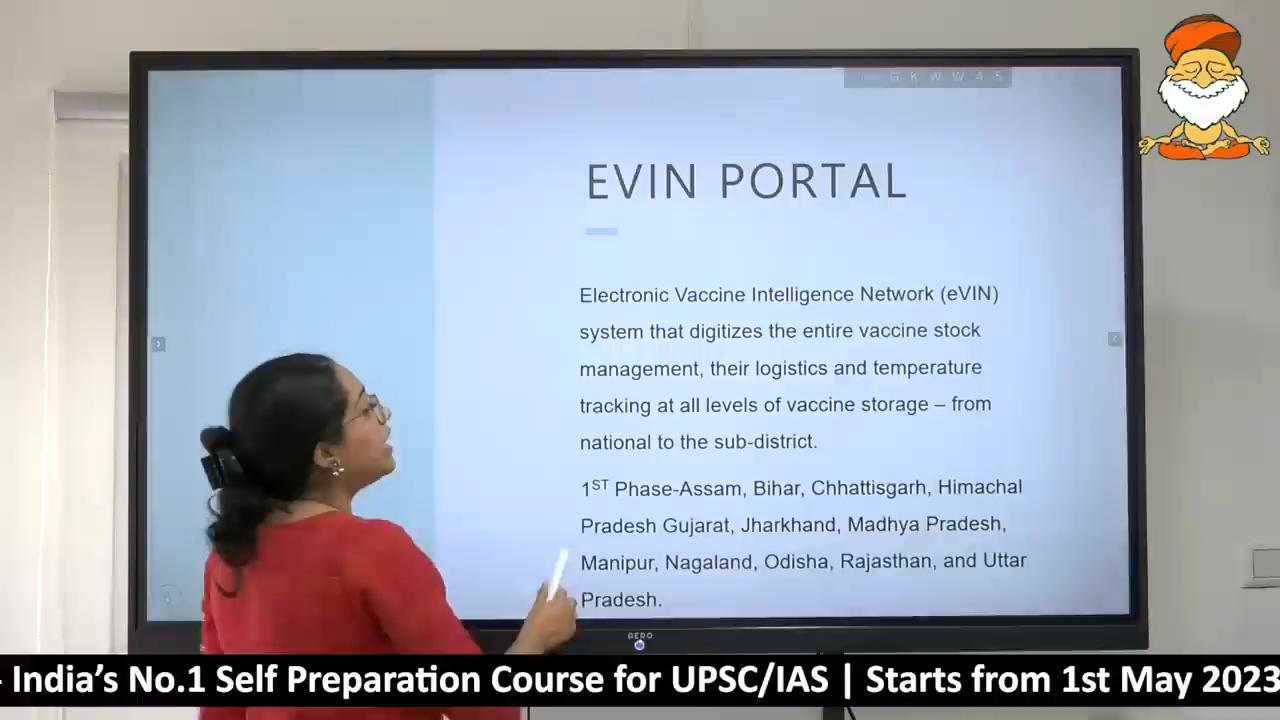 G K W W A 5
EVIN PORTAL
Electronic Vaccine Intelligence Network (eVIN)
system that digitizes the entire vaccine stock
management, their logistics and temperature
tracking at all levels of vaccine storage – from
national to the sub-district.
1ST Phase-Assam, Bihar, Chhattisgarh, Himachal
Pradesh Gujarat, Jharkhand, Madhya Pradesh,
Manipur, Nagaland, Odisha, Rajasthan, and Uttar
Pradesh.
AERO
- India’s No.1 Self Preparation Course for UPSC/IAS | Starts from 1st May 2023